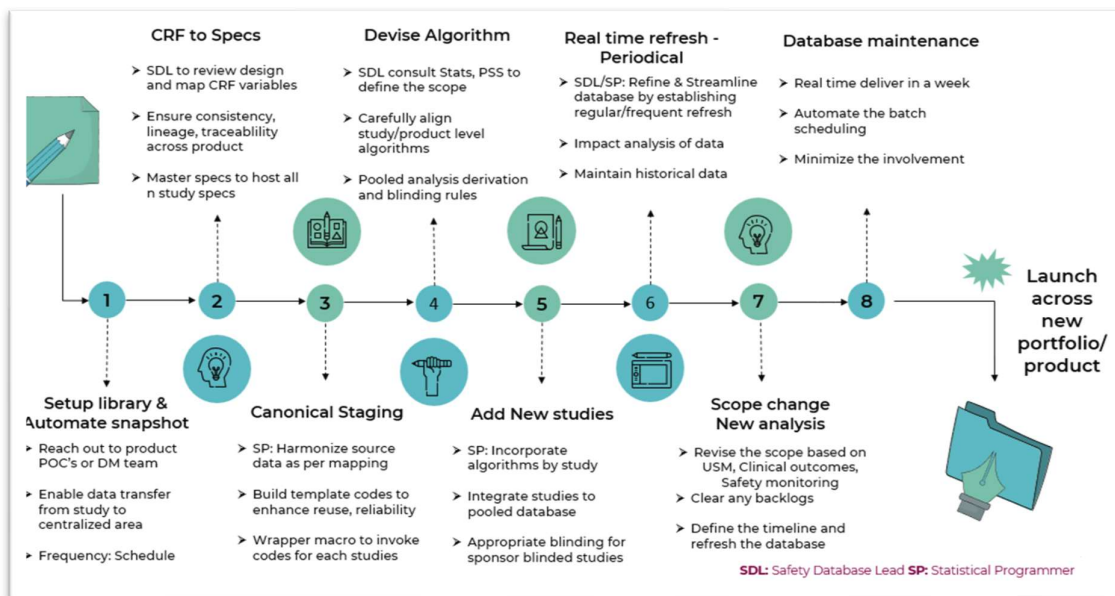 CRF to Specs
➤ SDL to review design
and map CRF variables
➤ Ensure consistency,
lineage, traceablility
across product
➤ Master specs to host all
n study specs
Devise Algorithm
➤ SDL consult Stats, PSS to
define the scope
➤ Carefully align
study/product level
algorithms
➤ Pooled analysis derivation
and blinding rules
Real time refresh -
Periodical
➤ SDL/SP: Refine & Streamline
database by establishing
regular/frequent refresh
➤ Impact analysis of data
➤ Maintain historical data
Database maintenance
➤ Real time deliver in a week
➤ Automate the batch
scheduling
➤ Minimize the involvement
1
2
3
4
5
6
7
8
Launch
across
new
portfolio/
product
Setup library &
Automate snapshot
➤ Reach out to product
POC's or DM team
➤ Enable data transfer
from study to
centralized area
➤ Frequency: Schedule
Canonical Staging
➤ SP: Harmonize source
data as per mapping
➤ Build template codes to
enhance reuse, reliability
➤ Wrapper macro to invoke
codes for each studies
Add New studies
➤ SP: Incorporate
algorithms by study
➤ Integrate studies to
pooled database
➤ Appropriate blinding for
sponsor blinded studies
Scope change
New analysis
➤ Revise the scope based on
USM, Clinical outcomes,
Safety monitoring
➤ Clear any backlogs
➤ Define the timeline and
refresh the database
SDL: Safety Database Lead SP: Statistical Programmer